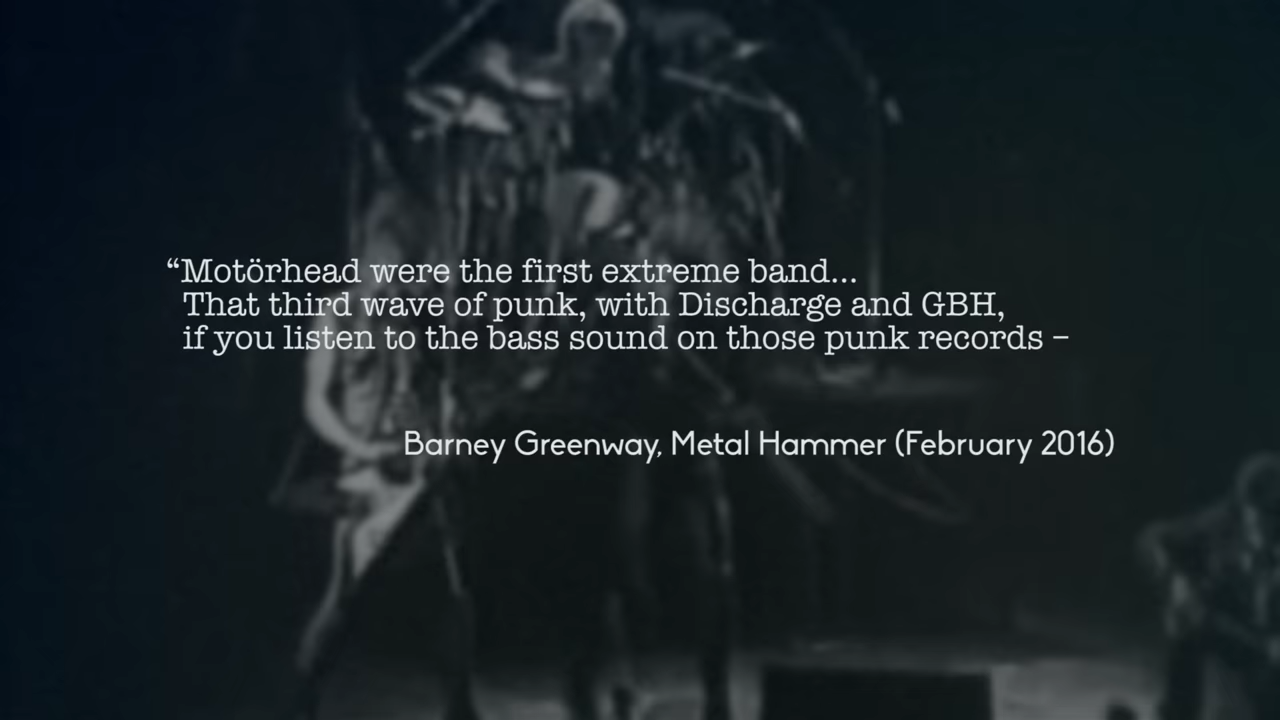 “Motörhead were the first extreme band...
That third wave of punk, with Discharge and GBH,
if you listen to the bass sound on those punk records –
Barney Greenway, Metal Hammer (February 2016)